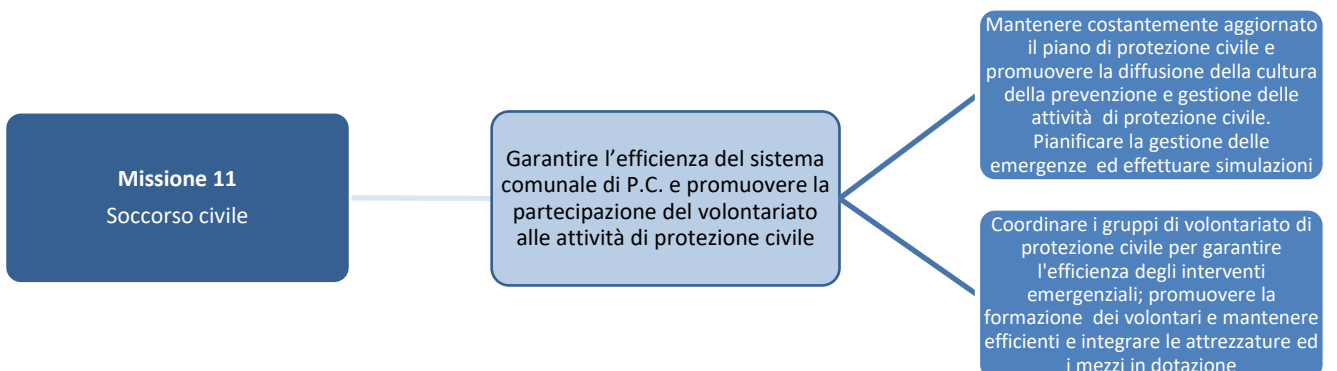 Missione 11
Soccorso civile
Garantire l’efficienza del sistema
comunale di P.C. e promuovere la
partecipazione del volontariato
alle attività di protezione civile
Mantenere costantemente aggiornato
il piano di protezione civile e
promuovere la diffusione della cultura
della prevenzione e gestione delle
attività  di protezione civile.
Pianificare la gestione delle
emergenze  ed effettuare simulazioni
Coordinare i gruppi di volontariato di
protezione civile per garantire
l'efficienza degli interventi
emergenziali; promuovere la
formazione  dei volontari e mantenere
efficienti e integrare le attrezzature ed
i mezzi in dotazione